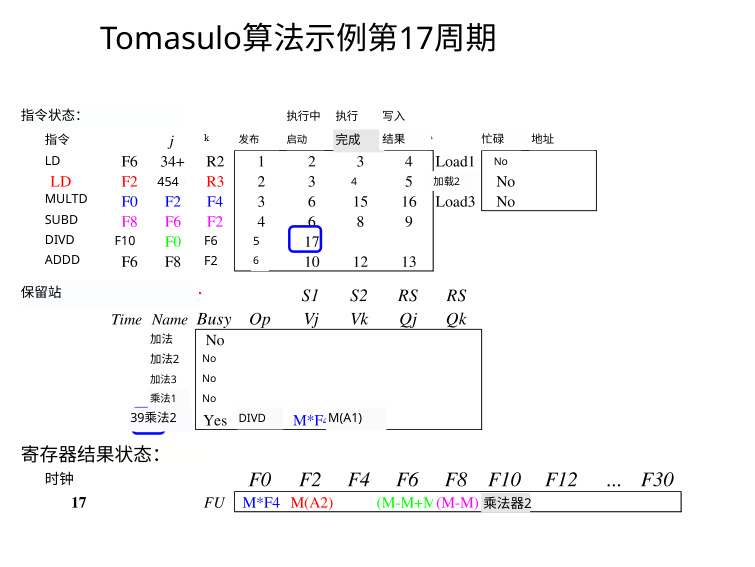 Tomasulo算法示例第17周期
指令状态： 执行中 执行 写入
指令 j k 发布 启动 完成 结果 忙碌 地址
LD F6 34+ R2 1 2 3 4 Load1 No
LD F2 454 R3 2 3 4 5 加载2 No
MULTD F0 F2 F4 3 6 15 16 Load3 No
SUBD F8 F6 F2 4 6 8 9
DIVD F10 F0 F6 5 17
ADDD F6 F8 F2 6 10 12 13
保留站 S1 S2 RS RS
Time Name Busy Op Vj Vk Qj Qk
加法 No
加法2 No
加法3 No
乘法1 No
39乘法2 Yes DIVD M*F4 M(A1)
寄存器结果状态：
时钟 F0 F2 F4 F6 F8 F10 F12 ... F30
17 FU M*F4 M(A2) (M-M+M (M-M) 乘法器2